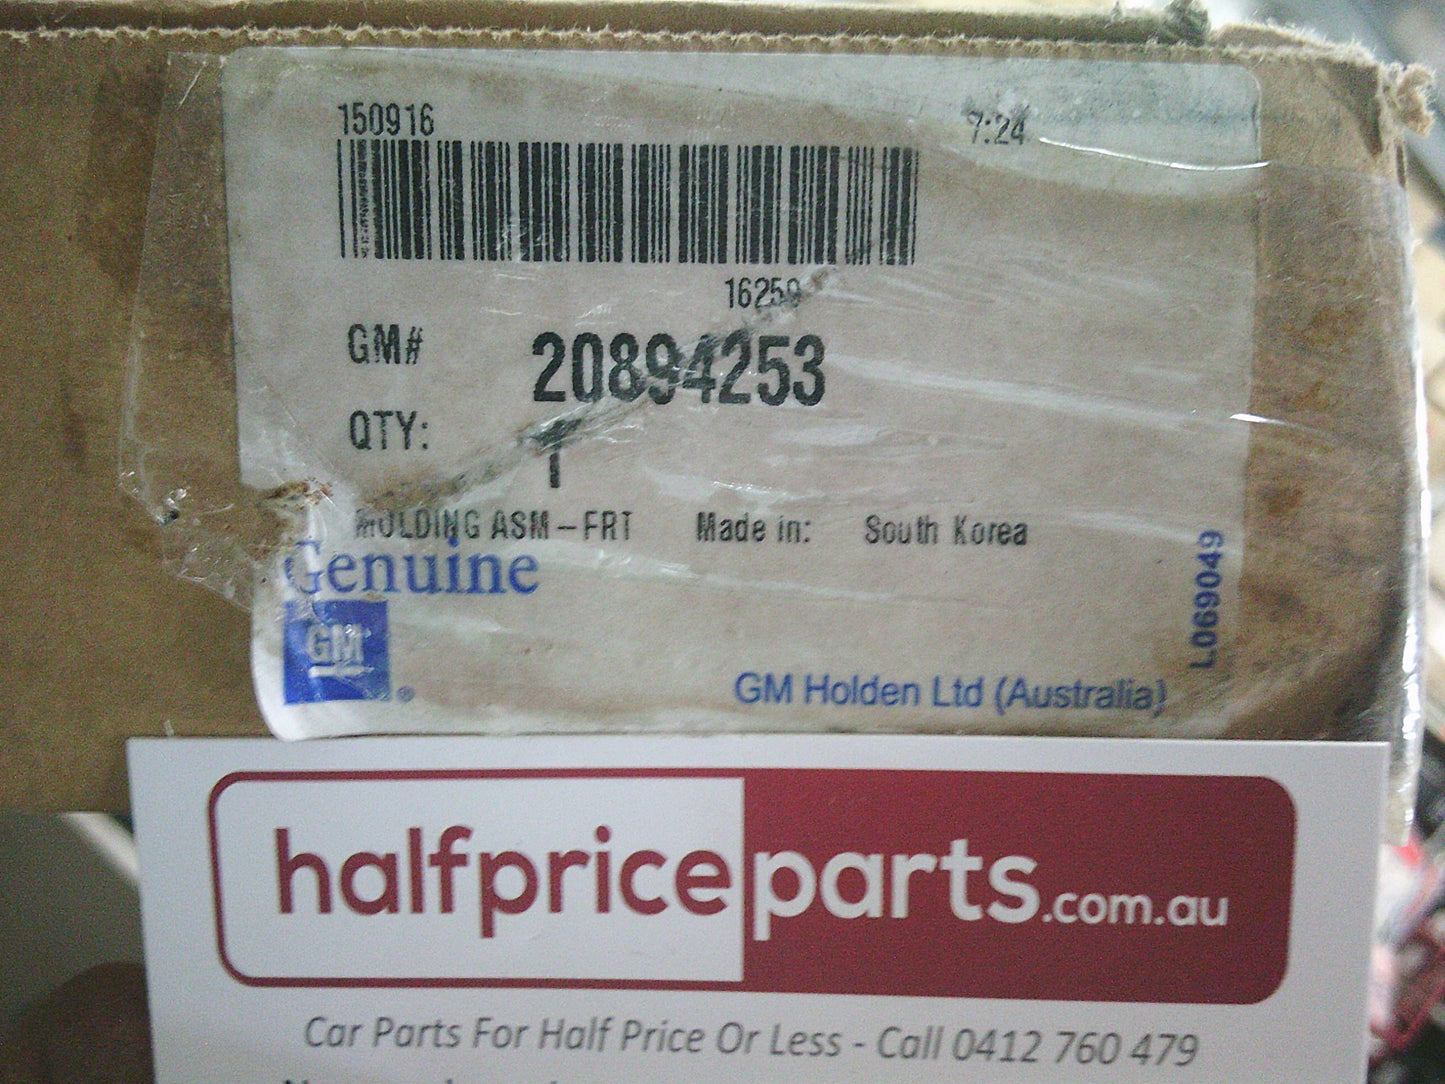 150916 7:24
16259
GM# 20894253
QTY: 1
MOLDING ASM-FRT Made in: South Korea
Genuine
GM ®
GM Holden Ltd (Australia)
L069049
halfpriceparts.com.au
Car Parts For Half Price Or Less - Call 0412 760 479